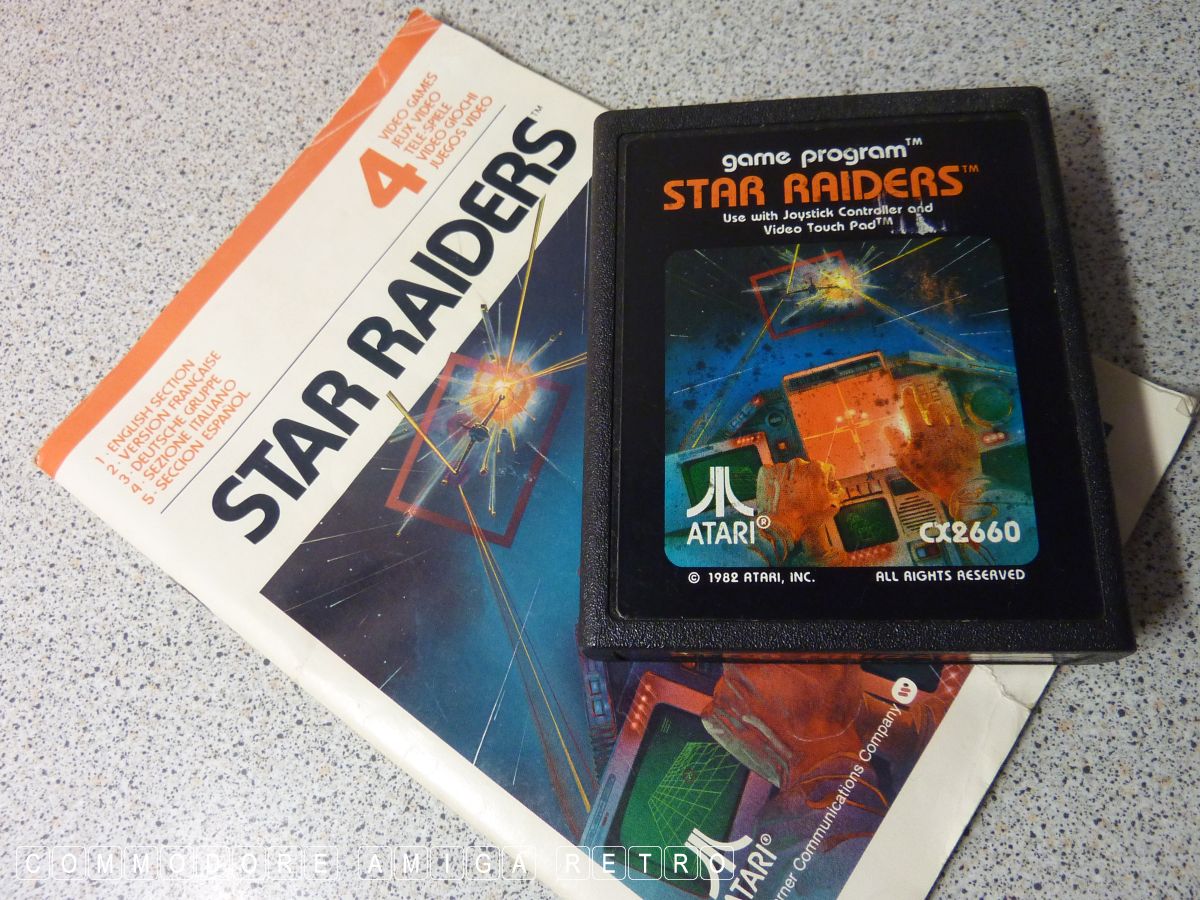 4
VIDEO GAMES
JEUX VIDEO
TELE-SPIELE
VIDEO GIOCHI
JUEGOS VIDEO
STAR RAIDERS™
1 · ENGLISH SECTION
2 · VERSION FRANÇAISE
3 · DEUTSCHE GRUPPE
4 · SEZIONE ITALIANO
5 · SECCION ESPAÑOL
game program™
STAR RAIDERS™
Use with Joystick Controller and
Video Touch Pad™
ATARI®
CX2660
© 1982 ATARI, INC.
ALL RIGHTS RESERVED
ATARI®
Communications Company
COMMODORE AMIGA RETRO